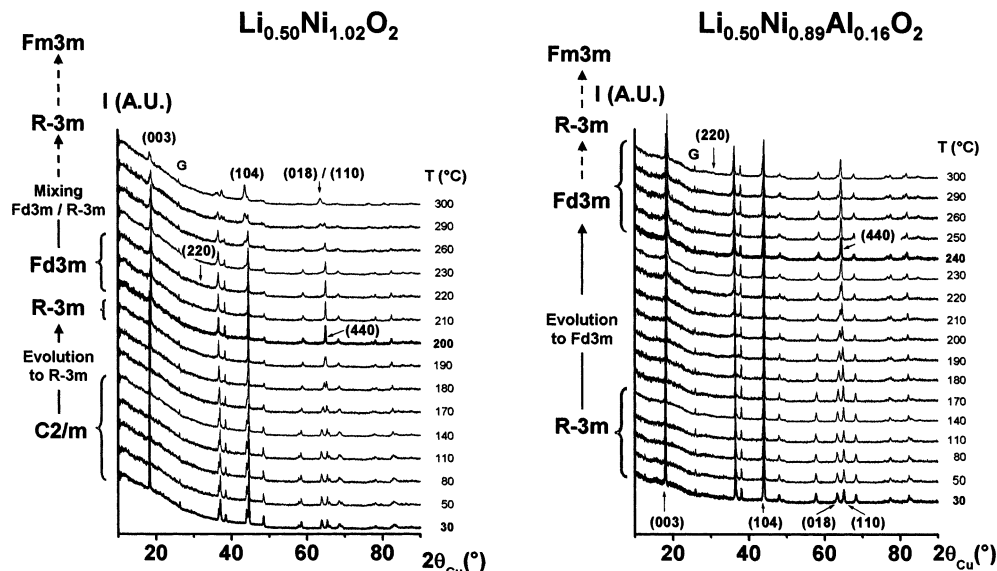 Li0.50Ni1.02O2
Fm3m
I (A.U.)
R-3m
(003)
G
(104)
(018) / (110)
T (°C)
Mixing
Fd3m / R-3m
Fd3m
(220)
R-3m
(440)
Evolution
to R-3m
C2/m
300
290
260
230
220
210
200
190
180
170
140
110
80
50
30
20
40
60
80
2θCu(°)
Li0.50Ni0.89Al0.16O2
Fm3m
I (A.U.)
R-3m
(220)
G
T (°C)
Fd3m
(440)
Evolution
to Fd3m
R-3m
300
290
260
250
240
230
220
210
200
190
180
170
140
110
80
50
30
(003)
(104)
(018)
(110)
20
40
60
80
2θCu(°)